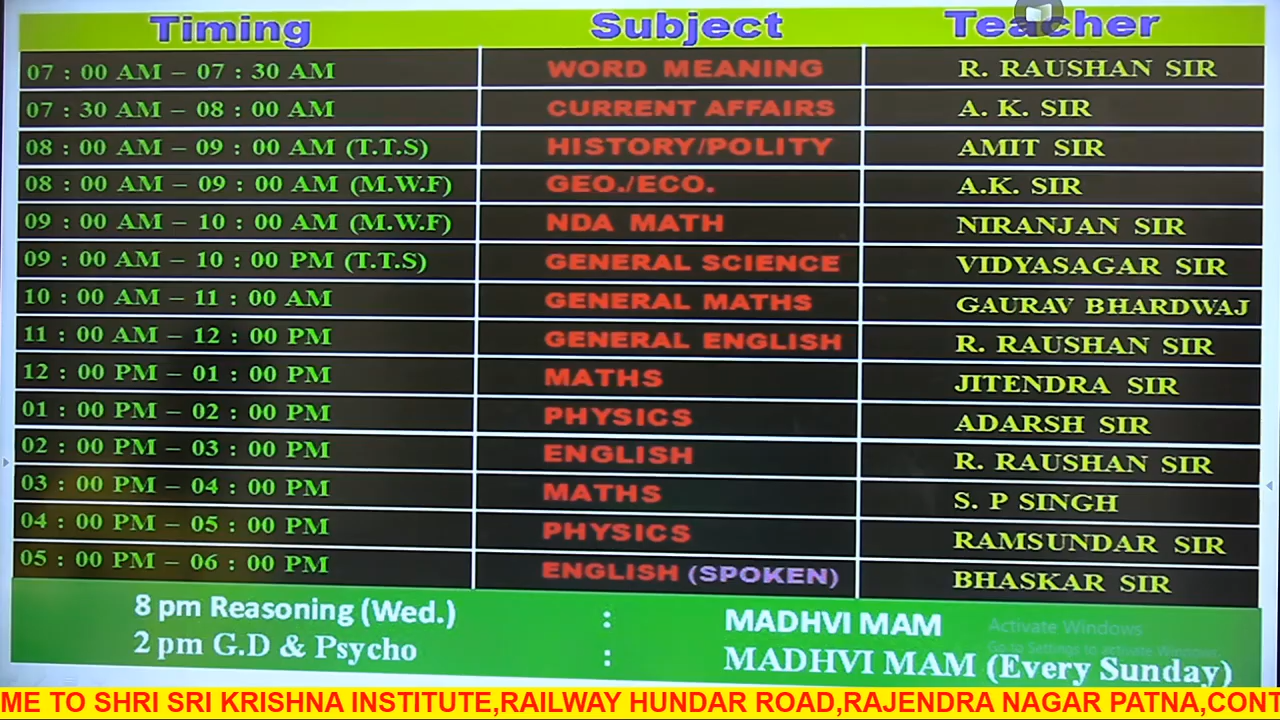 Timing Subject Teacher
07 : 00 AM – 07 : 30 AM WORD MEANING R. RAUSHAN SIR
07 : 30 AM – 08 : 00 AM CURRENT AFFAIRS A. K. SIR
08 : 00 AM – 09 : 00 AM (T.T.S) HISTORY/POLITY AMIT SIR
08 : 00 AM – 09 : 00 AM (M.W.F) GEO./ECO. A.K. SIR
09 : 00 AM – 10 : 00 AM (M.W.F) NDA MATH NIRANJAN SIR
09 : 00 AM – 10 : 00 PM (T.T.S) GENERAL SCIENCE VIDYASAGAR SIR
10 : 00 AM – 11 : 00 AM GENERAL MATHS GAURAV BHARDWAJ
11 : 00 AM – 12 : 00 PM GENERAL ENGLISH R. RAUSHAN SIR
12 : 00 PM – 01 : 00 PM MATHS JITENDRA SIR
01 : 00 PM – 02 : 00 PM PHYSICS ADARSH SIR
02 : 00 PM – 03 : 00 PM ENGLISH R. RAUSHAN SIR
03 : 00 PM – 04 : 00 PM MATHS S. P SINGH
04 : 00 PM – 05 : 00 PM PHYSICS RAMSUNDAR SIR
05 : 00 PM – 06 : 00 PM ENGLISH (SPOKEN) BHASKAR SIR
8 pm Reasoning (Wed.) : MADHVI MAM
2 pm G.D & Psycho : MADHVI MAM (Every Sunday)
Activate Windows
Go to Settings to activate Windows.
ME TO SHRI SRI KRISHNA INSTITUTE,RAILWAY HUNDAR ROAD,RAJENDRA NAGAR PATNA,CONT